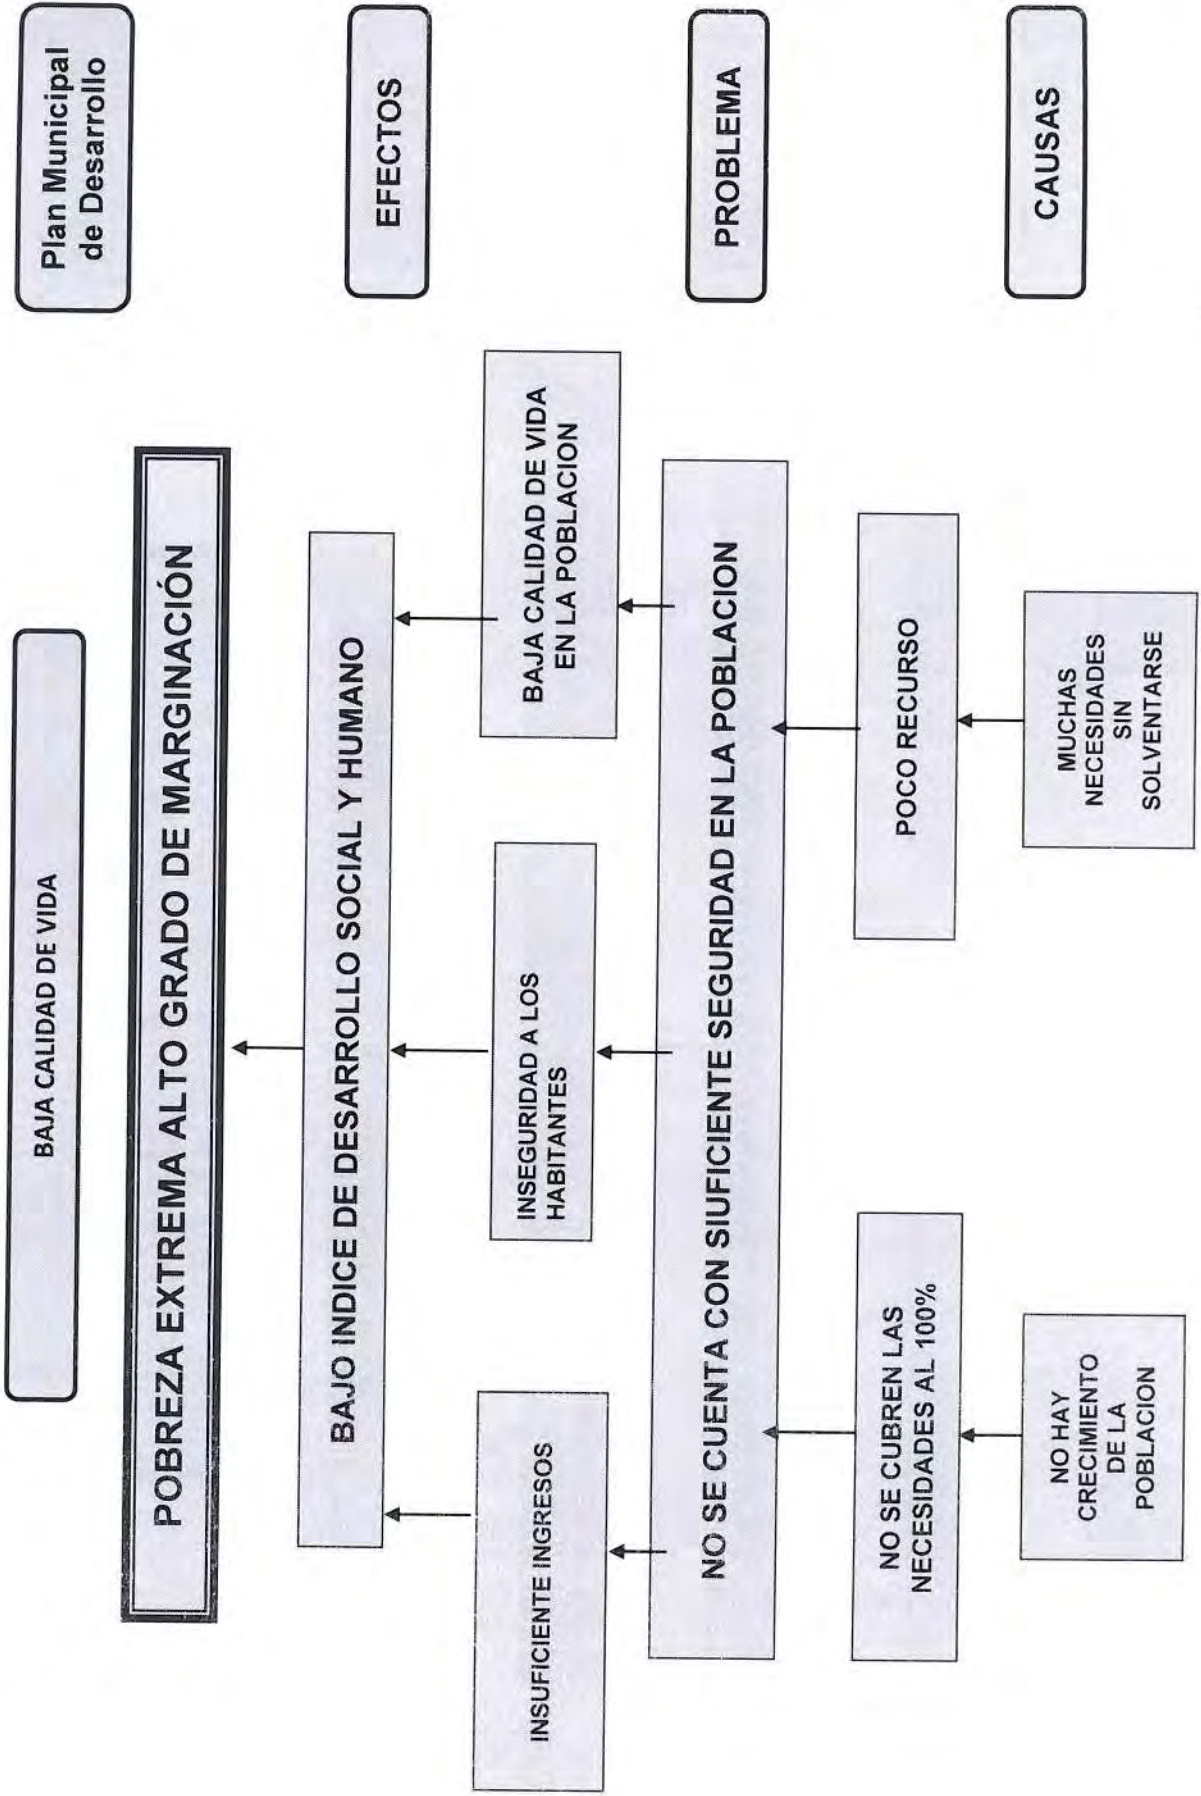 BAJA CALIDAD DE VIDA
Plan Municipal
de Desarrollo
POBREZA EXTREMA ALTO GRADO DE MARGINACIÓN
BAJO INDICE DE DESARROLLO SOCIAL Y HUMANO
EFECTOS
INSUFICIENTE INGRESOS
INSEGURIDAD A LOS
HABITANTES
BAJA CALIDAD DE VIDA
EN LA POBLACION
NO SE CUENTA CON SIUFICIENTE SEGURIDAD EN LA POBLACION
PROBLEMA
NO SE CUBREN LAS
NECESIDADES AL 100%
POCO RECURSO
NO HAY
CRECIMIENTO
DE LA
POBLACION
MUCHAS
NECESIDADES
SIN
SOLVENTARSE
CAUSAS